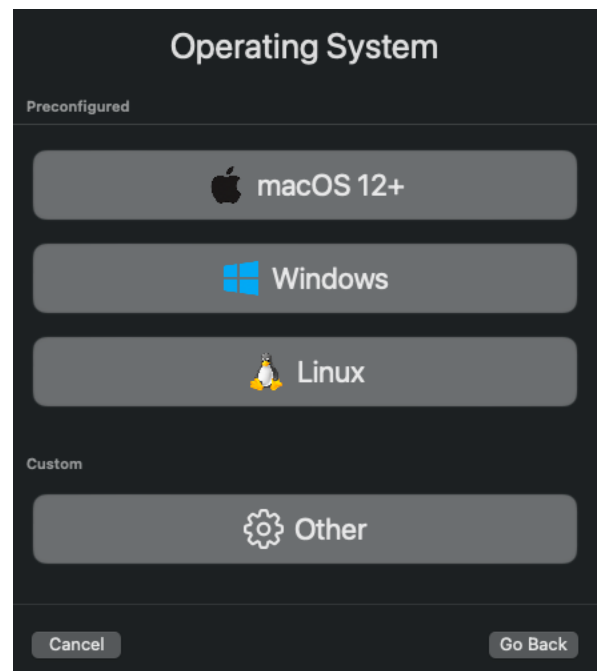 Operating System
Preconfigured
macOS 12+
Windows
Linux
Custom
Other
Cancel
Go Back